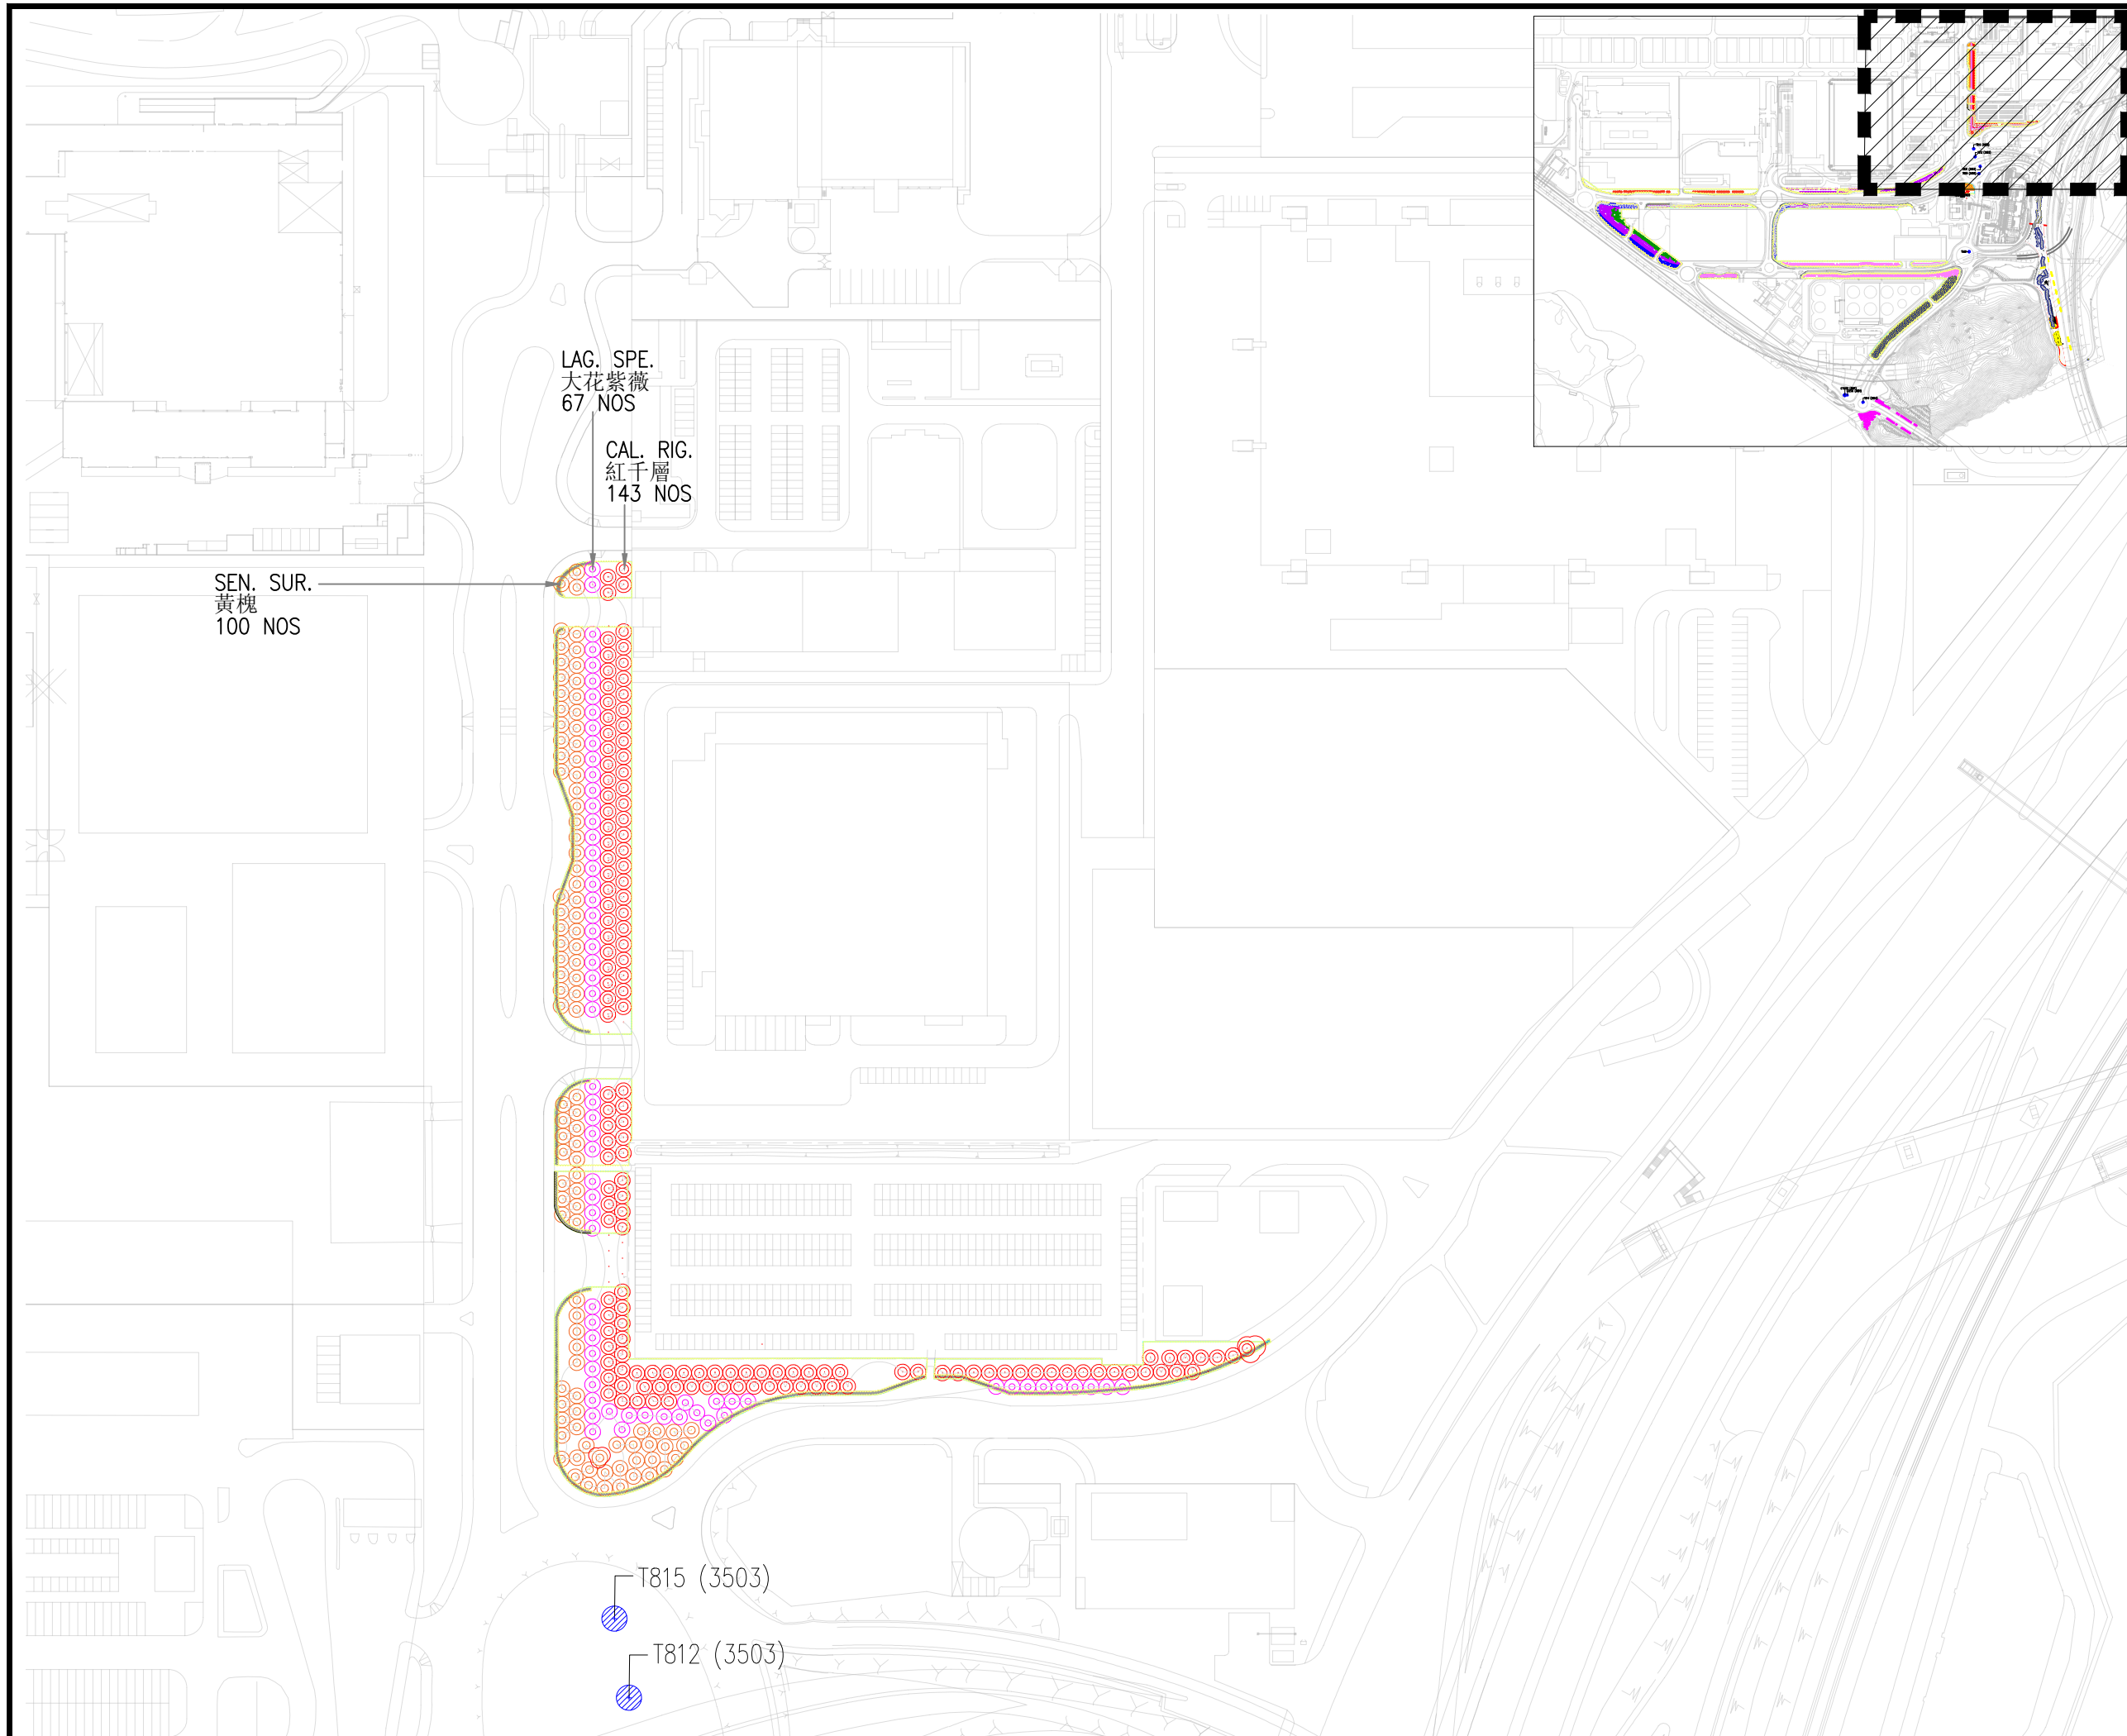 LAG. SPE.
大花紫薇
67 NOS
CAL. RIG.
紅千層
143 NOS
SEN. SUR.
黃槐
100 NOS
T815 (3503)
T812 (3503)